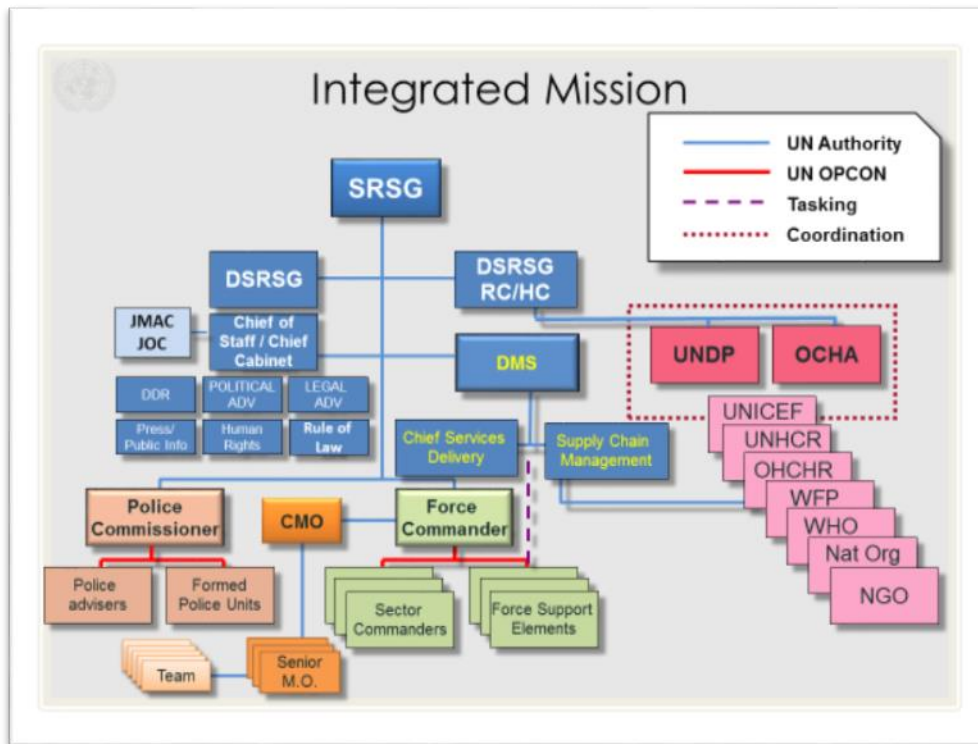 Integrated Mission
UN Authority
UN OPCON
Tasking
Coordination
SRSG
DSRSG
DSRSG
RC/HC
JMAC
JOC
Chief of
Staff / Chief
Cabinet
DMS
UNDP
OCHA
DDR
POLITICAL
ADV
LEGAL
ADV
Press/
Public Info
Human
Rights
Rule of
Law
Chief Services
Delivery
Supply Chain
Management
UNICEF
UNHCR
OHCHR
WFP
WHO
Nat Org
NGO
Police
Commissioner
CMO
Force
Commander
Police
advisers
Formed
Police Units
Sector
Commanders
Force Support
Elements
Team
Senior
M.O.